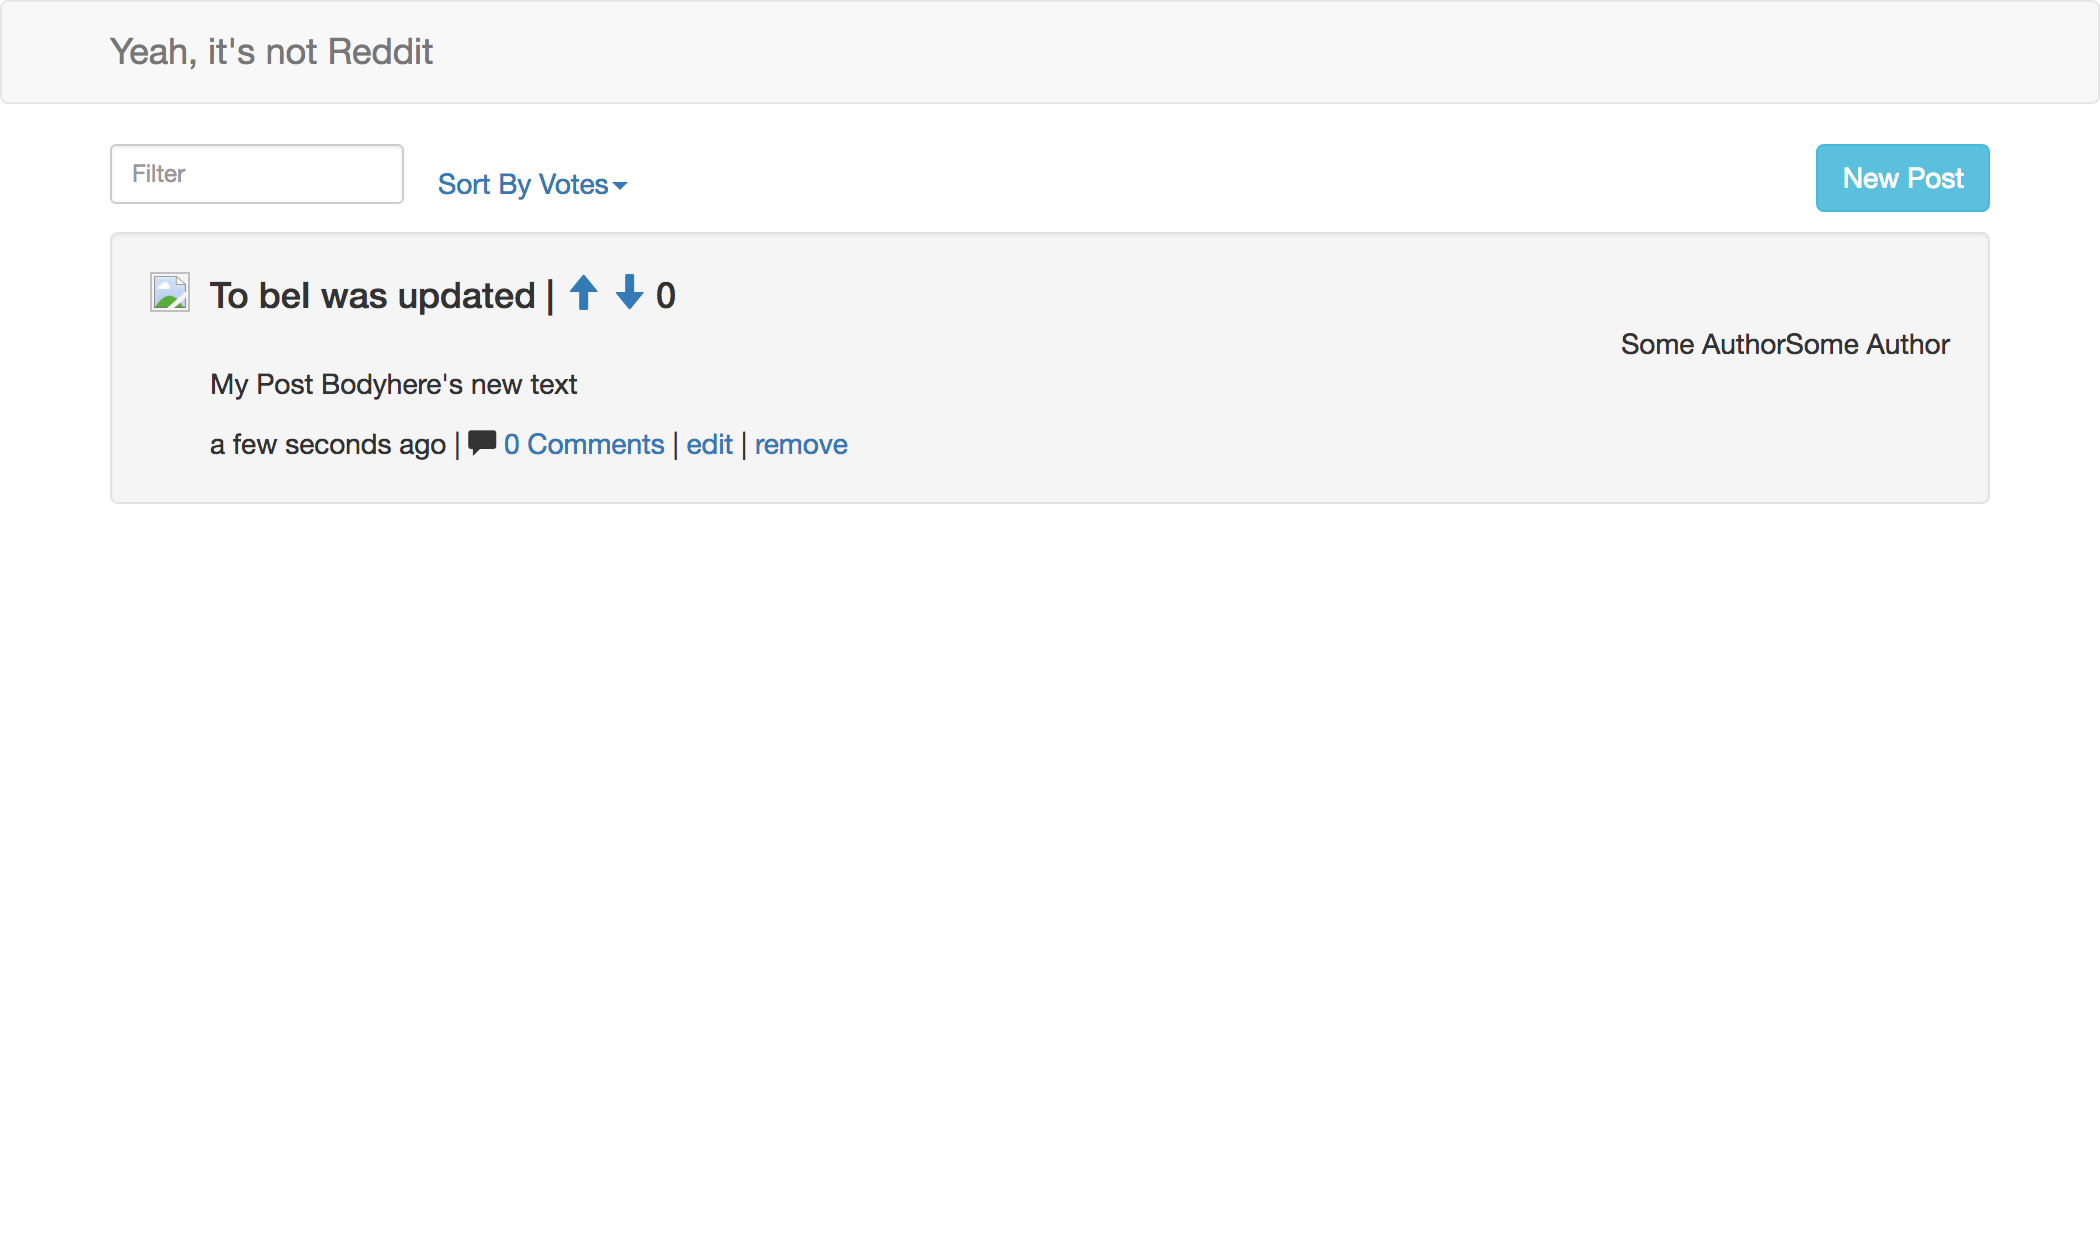 Yeah, it's not Reddit
Filter
Sort By Votes
New Post
To beI was updated | 0
Some AuthorSome Author
My Post Bodyhere's new text
a few seconds ago | 0 Comments | edit | remove